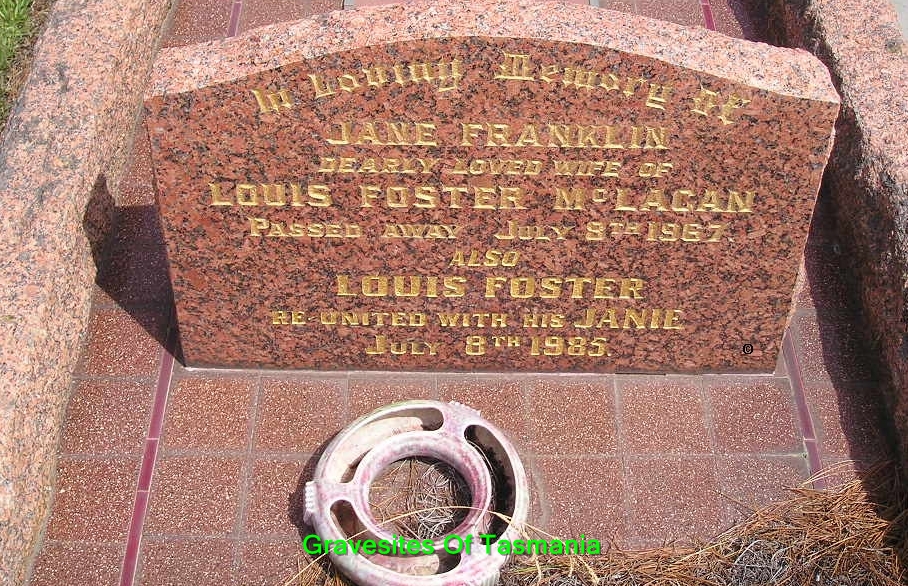 In Loving Memory Of
JANE FRANKLIN
DEARLY LOVED WIFE OF
LOUIS FOSTER McLAGAN
PASSED AWAY JULY 8TH 1967.
ALSO
LOUIS FOSTER
RE-UNITED WITH HIS JANIE
JULY 8TH 1985.
©
Gravesites Of Tasmania